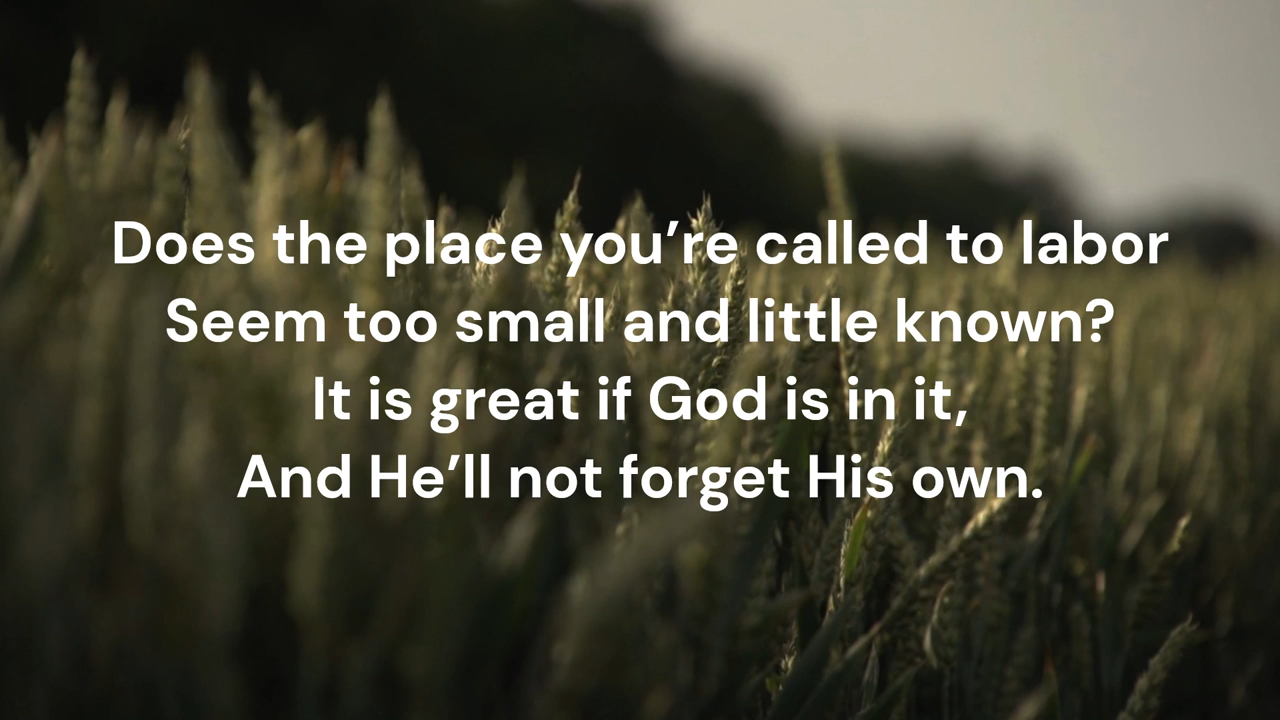 Does the place you’re called to labor
Seem too small and little known?
It is great if God is in it,
And He’ll not forget His own.